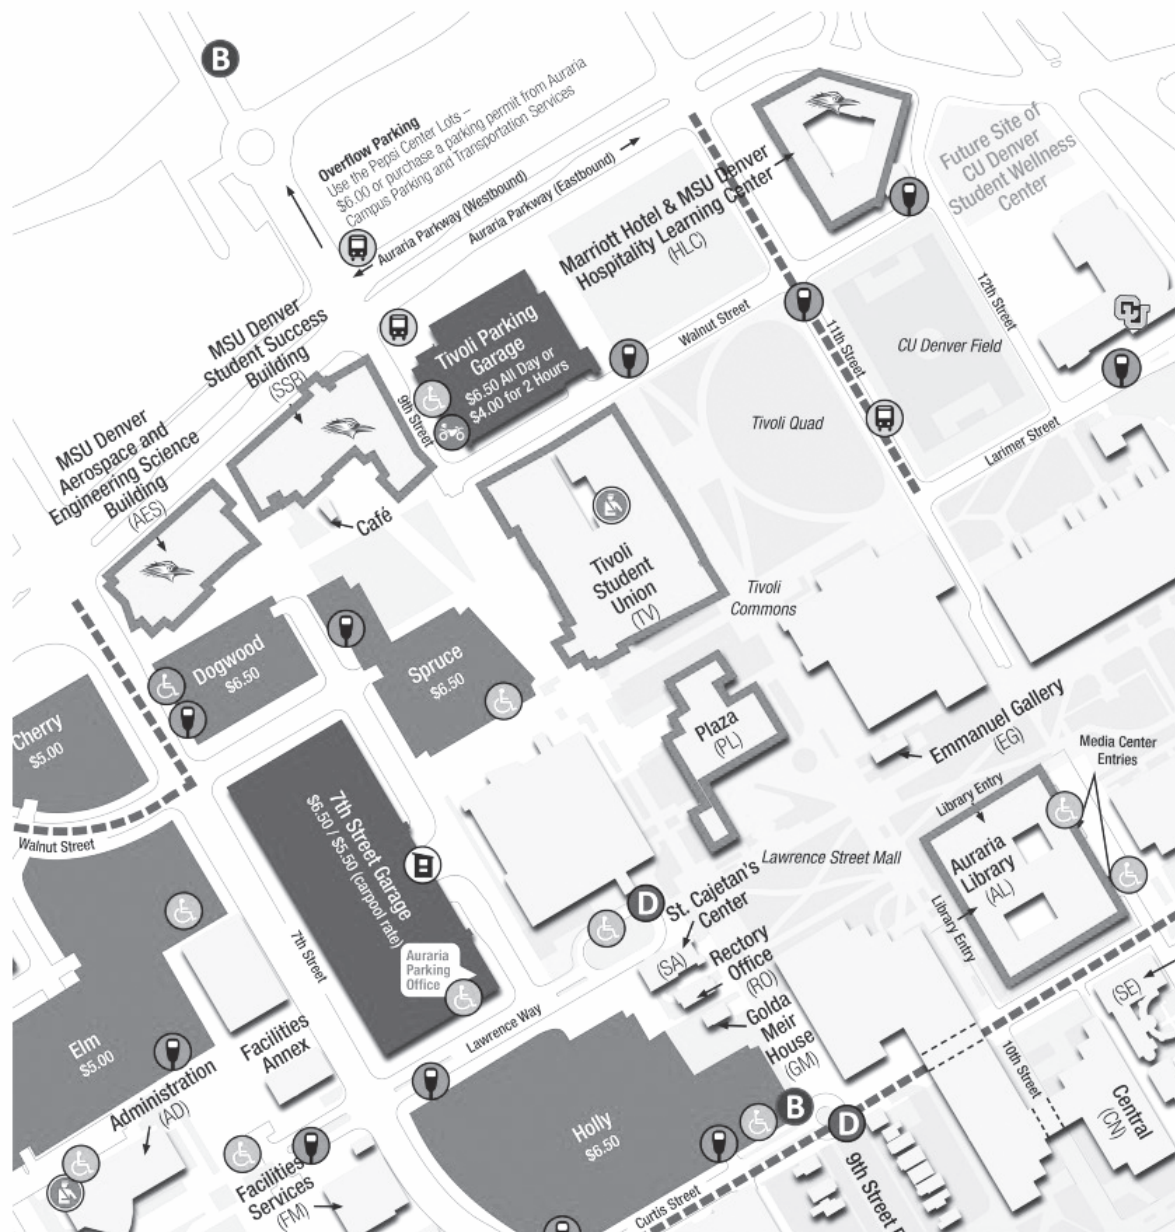 B
Overflow Parking
Use the Pepsi Center Lots –
$6.00 or purchase a parking permit from Auraria
Campus Parking and Transportation Services
Auraria Parkway (Westbound)
Auraria Parkway (Eastbound)
Marriott Hotel & MSU Denver
Hospitality Learning Center
(HLC)
Future Site of
CU Denver
Student Wellness
Center
12th Street
11th Street
CU Denver Field
Walnut Street
Larimer Street
Tivoli Quad
Tivoli Parking
Garage
$6.50 All Day or
$4.00 for 2 Hours
9th Street
MSU Denver
Student Success
Building
(SSB)
MSU Denver
Aerospace and
Engineering Science
Building
(AES)
Café
Tivoli
Student
Union
(TV)
Tivoli
Commons
Dogwood
$6.50
Spruce
$6.50
Cherry
$5.00
Walnut Street
Plaza
(PL)
Emmanuel Gallery
(EG)
Media Center
Entries
Library Entry
Auraria
Library
(AL)
Library Entry
Lawrence Street Mall
7th Street Garage
$6.50 / $5.50 (carpool rate)
Auraria
Parking
Office
7th Street
D
St. Cajetan's
Center
(SA)
Rectory
Office
(RO)
Golda
Meir
House
(GM)
Lawrence Way
Elm
$5.00
Facilities
Annex
Administration
(AD)
Facilities
Services
(FM)
Holly
$6.50
B
D
Curtis Street
9th Street
10th Street
(SE)
Central
(CN)